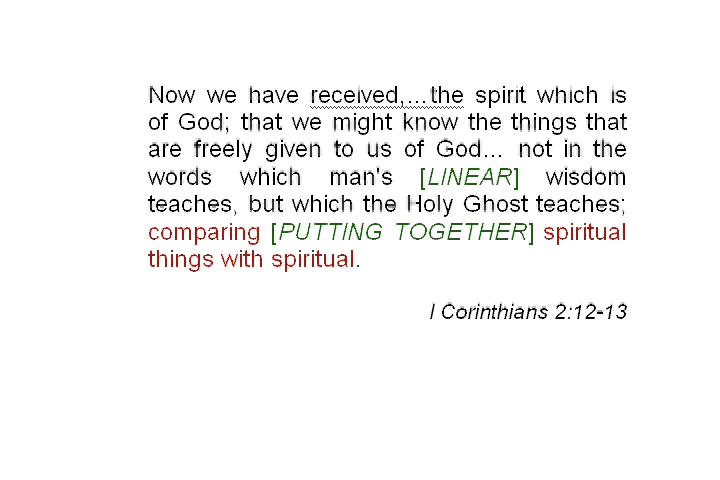 Now we have received,...the spirit which is
of God; that we might know the things that
are freely given to us of God... not in the
words which man's [LINEAR] wisdom
teaches, but which the Holy Ghost teaches;
comparing [PUTTING TOGETHER] spiritual
things with spiritual.
I Corinthians 2:12-13